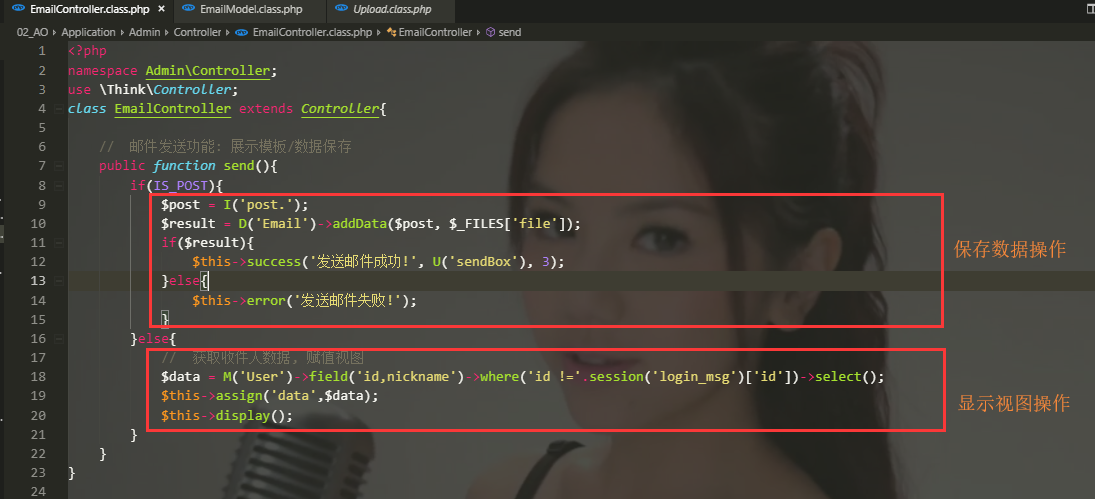 EmailController.class.php × EmailModel.class.php Upload.class.php
02_AO › Application › Admin › Controller › EmailController.class.php › EmailController › send
1 <?php
2 namespace Admin\Controller;
3 use \Think\Controller;
4 class EmailController extends Controller{
5
6 // 邮件发送功能: 展示模板/数据保存
7 public function send(){
8 if(IS_POST){
9 $post = I('post.');
10 $result = D('Email')->addData($post, $_FILES['file']);
11 if($result){
12 $this->success('发送邮件成功!', U('sendBox'), 3);
13 }else{
14 $this->error('发送邮件失败!');
15 }
保存数据操作
16 }else{
17 // 获取收件人数据, 赋值视图
18 $data = M('User')->field('id,nickname')->where('id !='.session('login_msg')['id'])->select();
19 $this->assign('data',$data);
20 $this->display();
显示视图操作
21 }
22 }
23 }
24